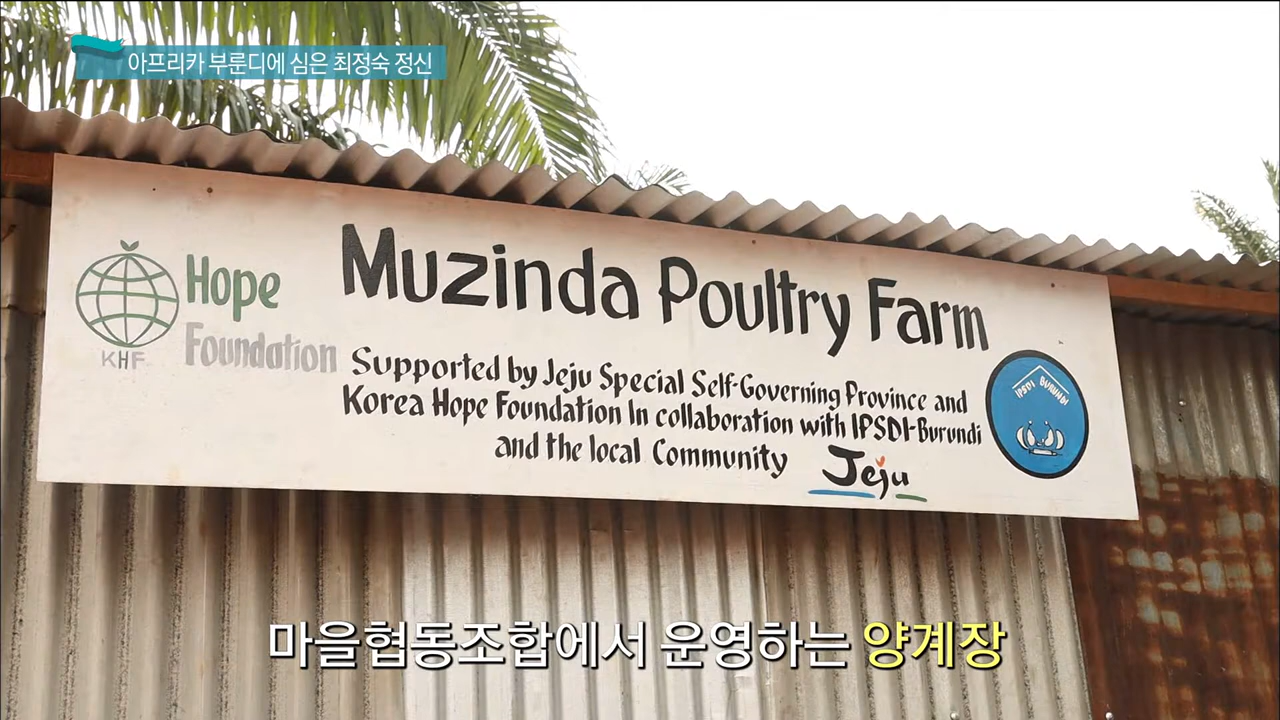 아프리카 부룬디에 심은 최정숙 정신
Hope
Foundation
KHF
Muzinda Poultry Farm
Supported by Jeju Special Self-Governing Province and
Korea Hope Foundation In collaboration with IPSDI-Burundi
and the local Community
Jeju
IPSDI BURUNDI
마을협동조합에서 운영하는 양계장